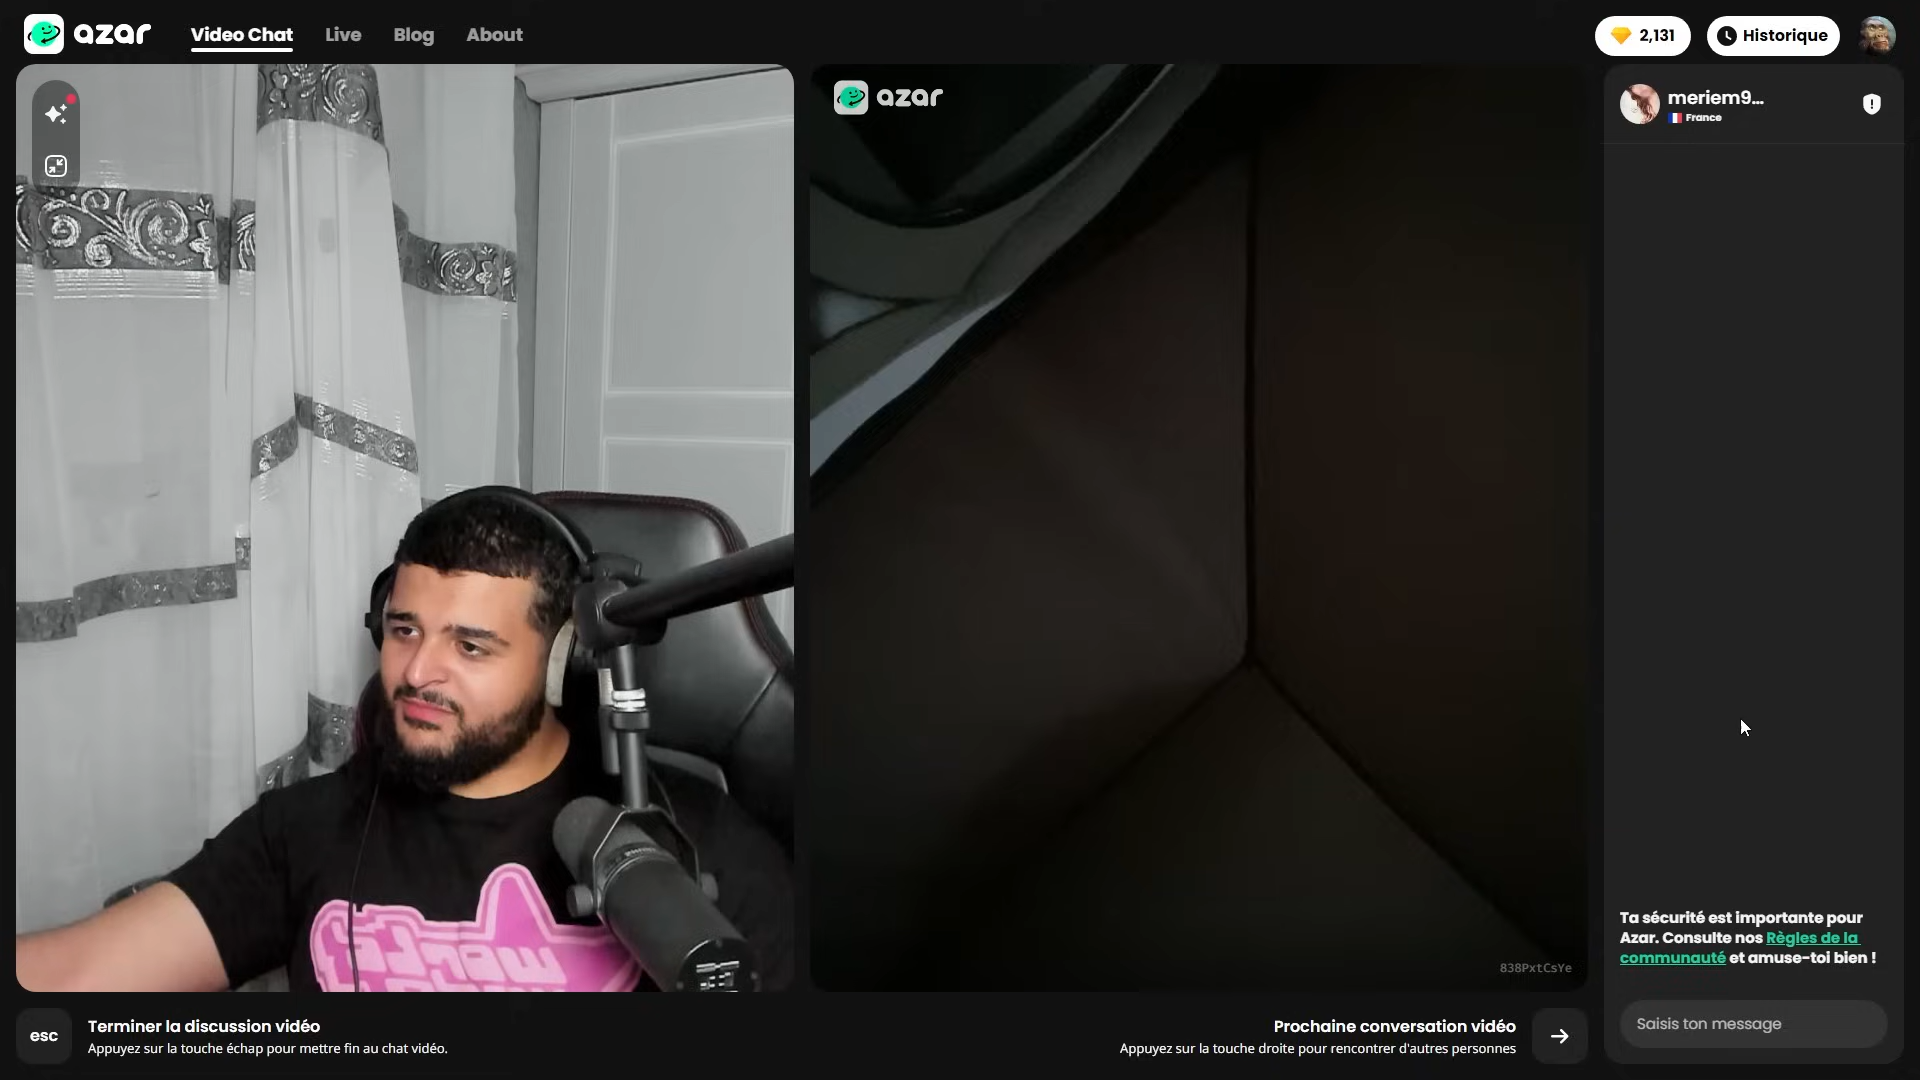 azar
Video Chat
Live
Blog
About
2,131
Historique
azar
meriem9...
France
838PxtCsYe
Ta sécurité est importante pour
Azar. Consulte nos Règles de la
communauté et amuse-toi bien !
Saisis ton message
esc
Terminer la discussion vidéo
Appuyez sur la touche échap pour mettre fin au chat vidéo.
Prochaine conversation vidéo
Appuyez sur la touche droite pour rencontrer d'autres personnes